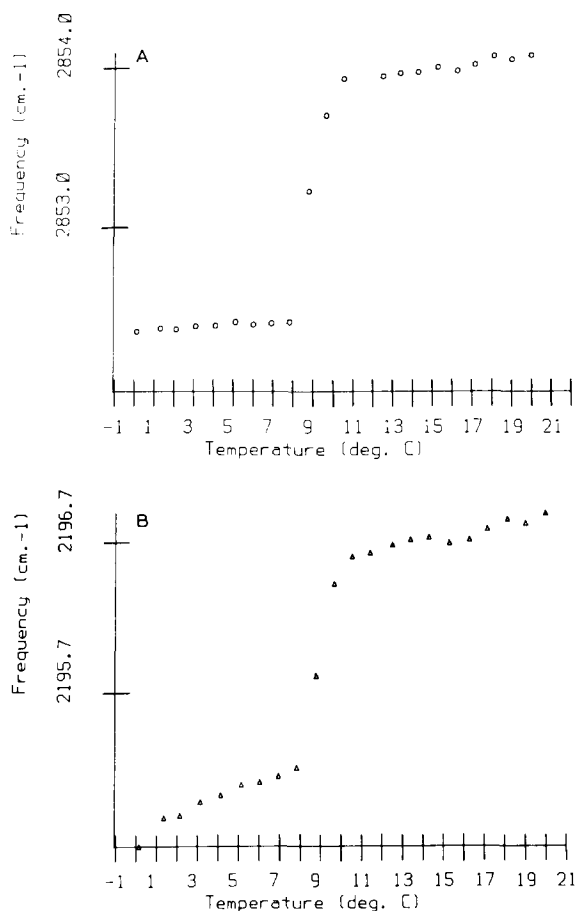 A
2854.0
2853.0
Frequency (cm.-1)
-1 1 3 5 7 9 11 13 15 17 19 21
Temperature (deg. C)
B
2196.7
2195.7
Frequency (cm.-1)
-1 1 3 5 7 9 11 13 15 17 19 21
Temperature (deg. C)